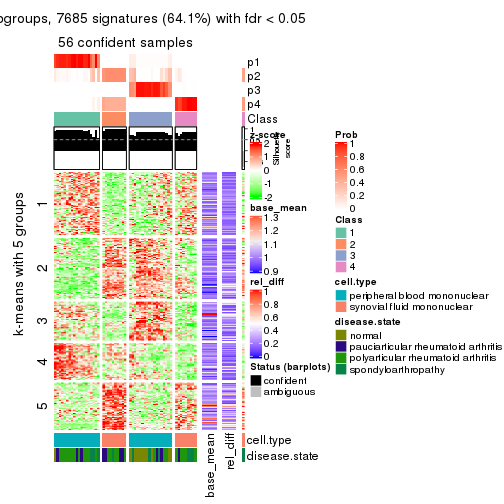 ogroups, 7685 signatures (64.1%) with fdr < 0.05
56 confident samples
p1
p2
p3
p4
Class
1
0.5
0
Silhouette
score
z-score
2
1
0
-1
-2
base_mean
1.3
1.2
1.1
1
0.9
rel_diff
1
0.8
0.6
0.4
0.2
0
Status (barplots)
confident
ambiguous
Prob
1
0.8
0.6
0.4
0.2
0
Class
1
2
3
4
cell.type
peripheral blood mononuclear
synovial fluid mononuclear
disease.state
normal
pauciarticular rheumatoid arthritis
polyarticular rheumatoid arthritis
spondyloarthropathy
k-means with 5 groups
1
2
3
4
5
cell.type
disease.state
base_mean
rel_diff